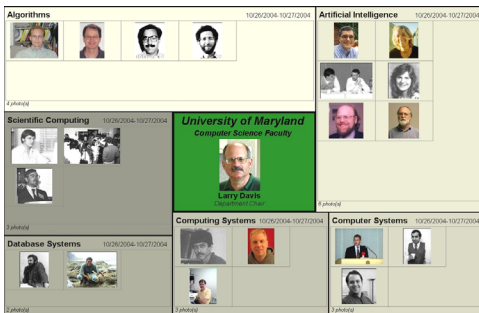 Algorithms 10/26/2004-10/27/2004
4 photo(s)
Artificial Intelligence 10/26/2004-10/27/2004
6 photo(s)
Scientific Computing 10/26/2004-10/27/2004
3 photo(s)
University of Maryland
Computer Science Faculty
Larry Davis
Department Chair
Database Systems 10/26/2004-10/27/2004
2 photo(s)
Computing Systems 10/26/2004-10/27/2004
3 photo(s)
Computer Systems 10/26/2004-10/27/2004
3 photo(s)